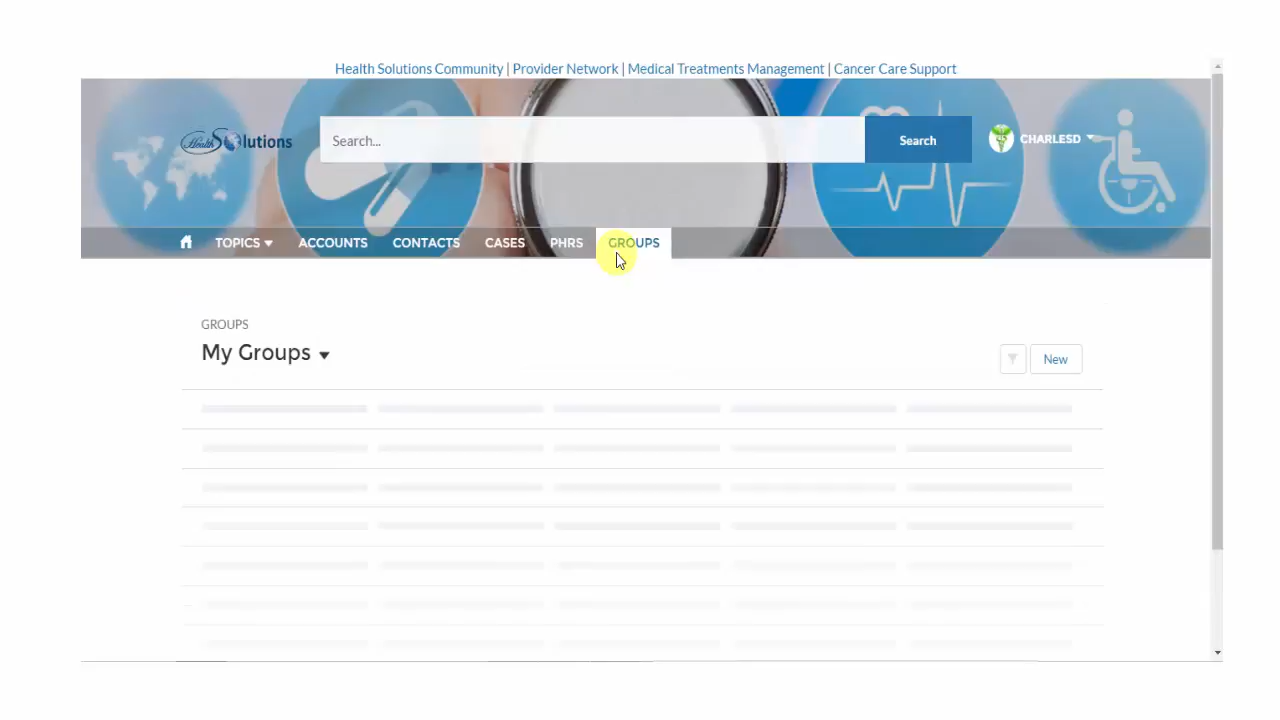 Health Solutions Community | Provider Network | Medical Treatments Management | Cancer Care Support
Health Solutions
Search...
Search
CHARLESD
TOPICS
ACCOUNTS
CONTACTS
CASES
PHRS
GROUPS
GROUPS
My Groups
New